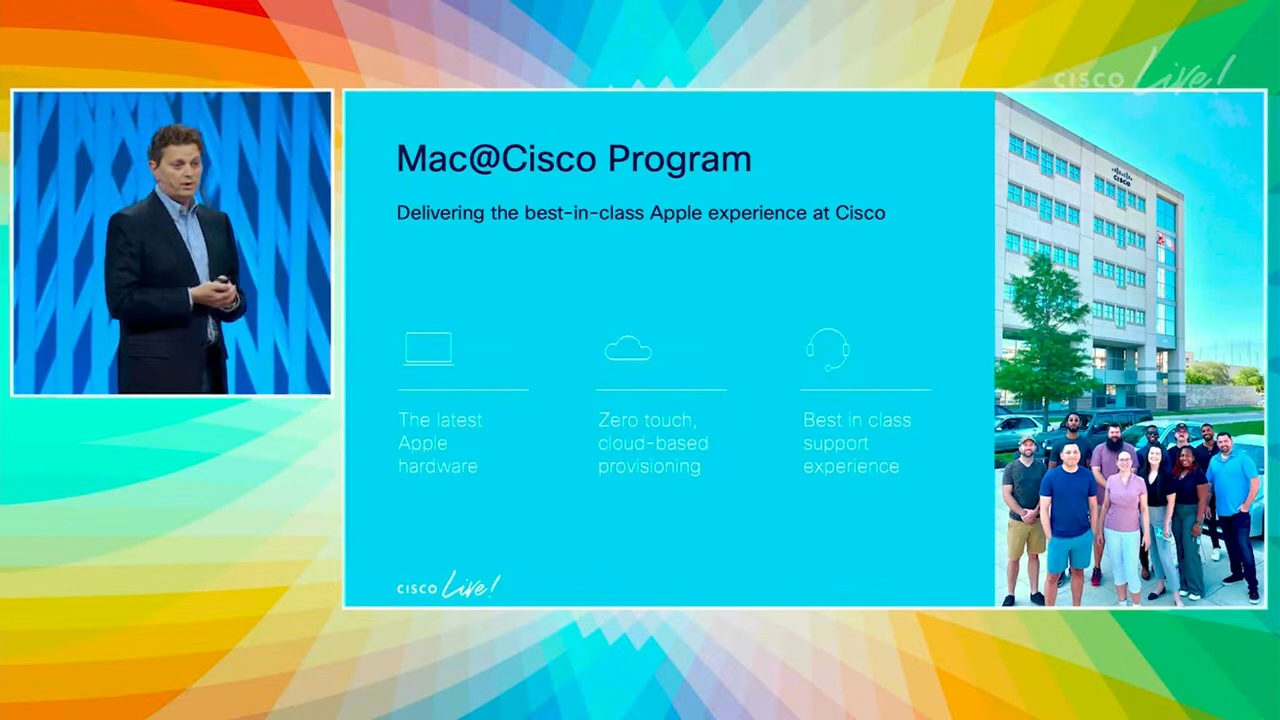 CISCO Live!
Mac@Cisco Program
Delivering the best-in-class Apple experience at Cisco
CISCO
The latest
Apple
hardware
Zero touch,
cloud-based
provisioning
Best in class
support
experience
CISCO Live!